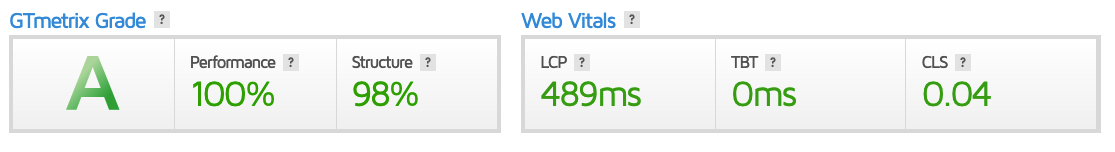 GTmetrix Grade ?
A
Performance ?
100%
Structure ?
98%
Web Vitals ?
LCP ?
489ms
TBT ?
0ms
CLS ?
0.04